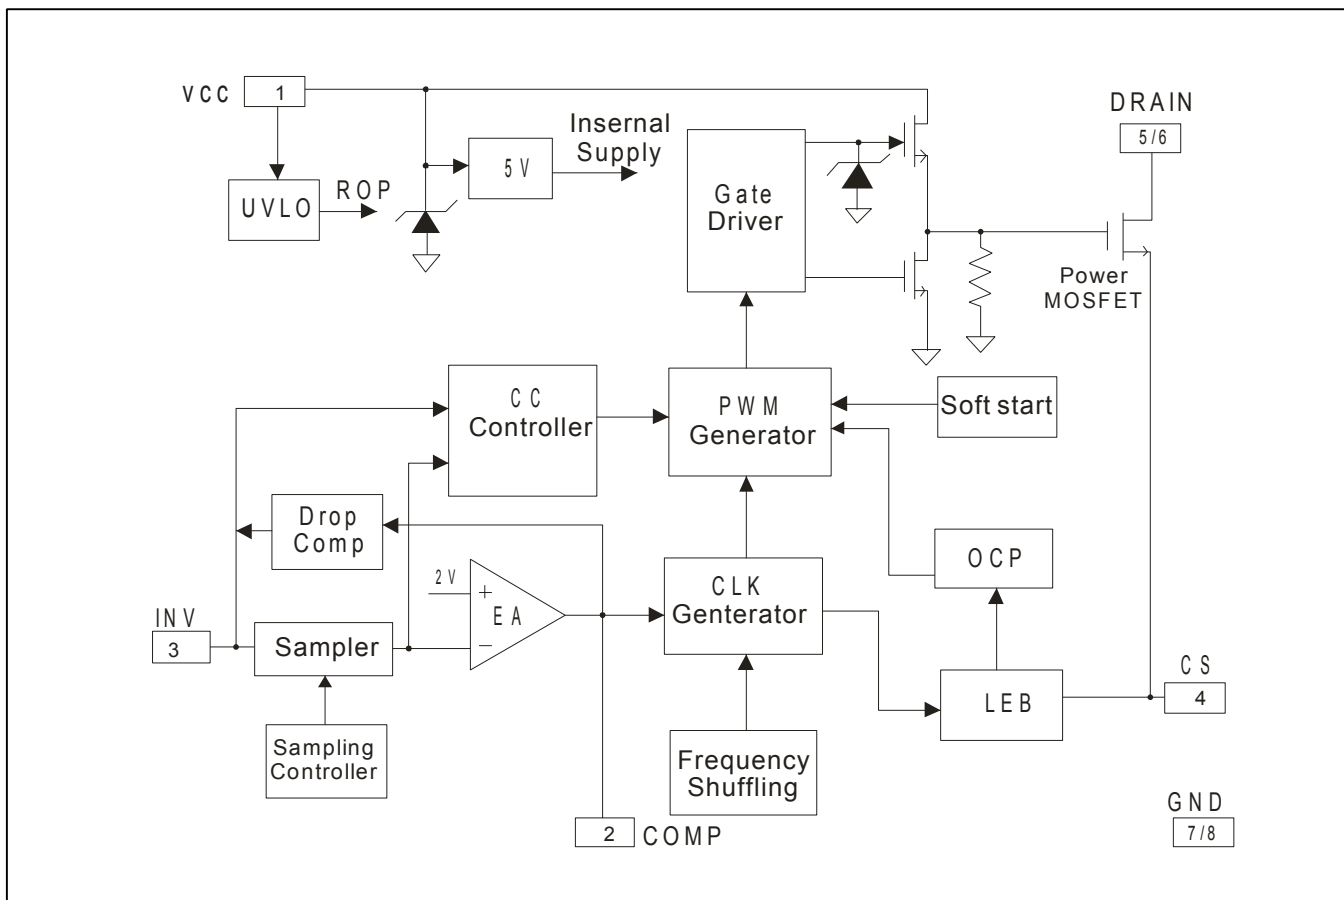 VCC
1
DRAIN
5/6
Insernal
Supply
5V
UVLO
ROP
Gate
Driver
Power
MOSFET
CC
Controller
PWM
Generator
Soft start
Drop
Comp
2V
+
EA
−
CLK
Genterator
OCP
INV
3
Sampler
LEB
CS
4
Sampling
Controller
Frequency
Shuffling
2
COMP
GND
7/8